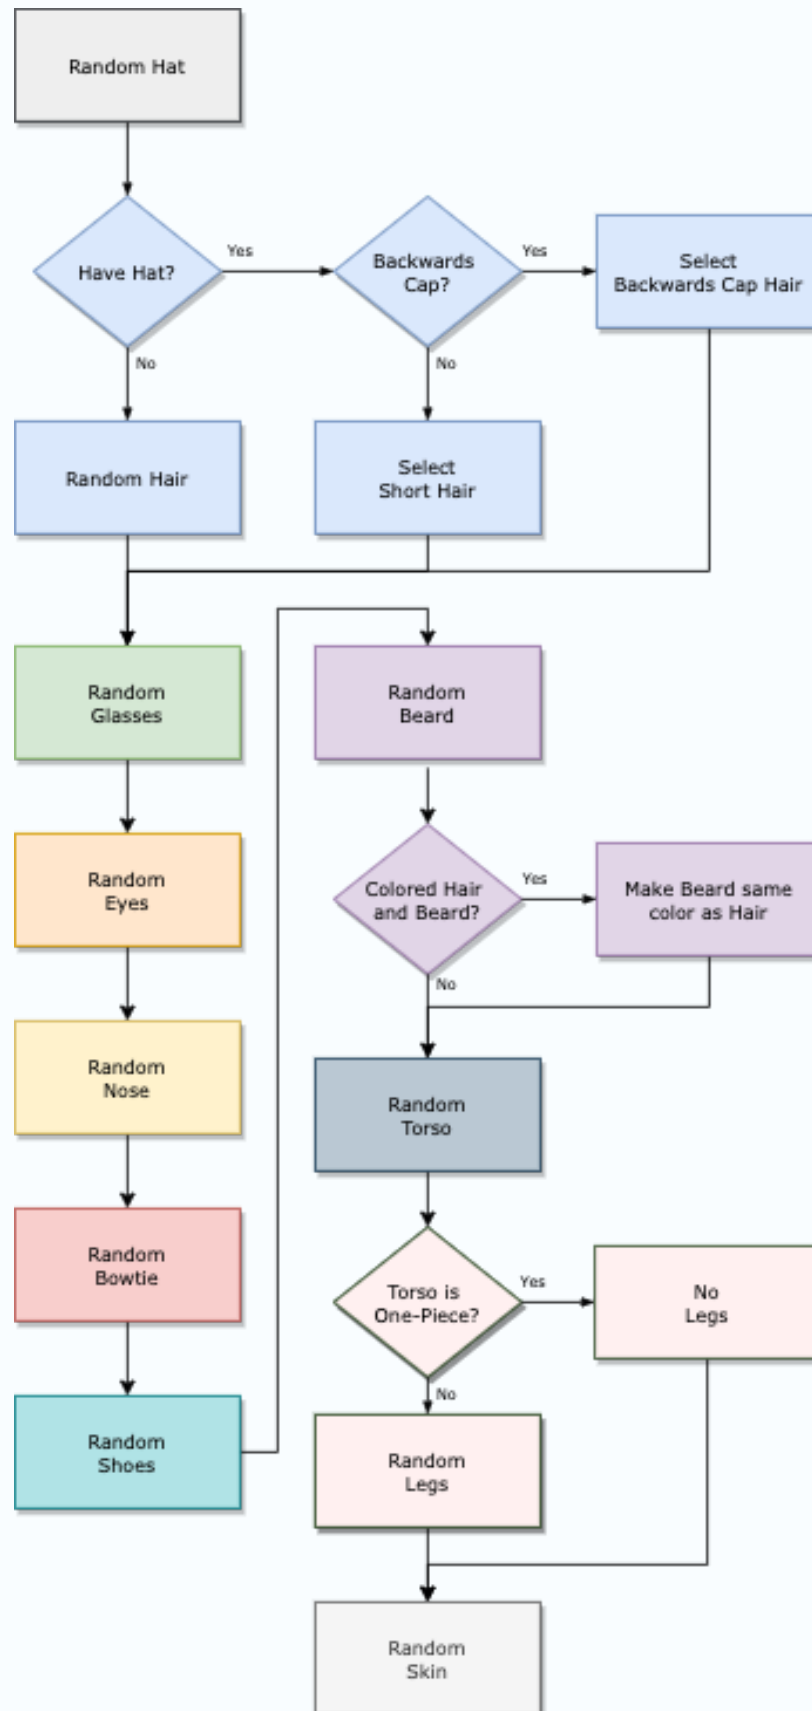 Random Hat
Have Hat?
Yes
Backwards
Cap?
Yes
Select
Backwards Cap Hair
No
No
Random Hair
Select
Short Hair
Random
Glasses
Random
Beard
Random
Eyes
Colored Hair
and Beard?
Yes
Make Beard same
color as Hair
No
Random
Nose
Random
Torso
Random
Bowtie
Torso is
One-Piece?
Yes
No
Legs
No
Random
Shoes
Random
Legs
Random
Skin